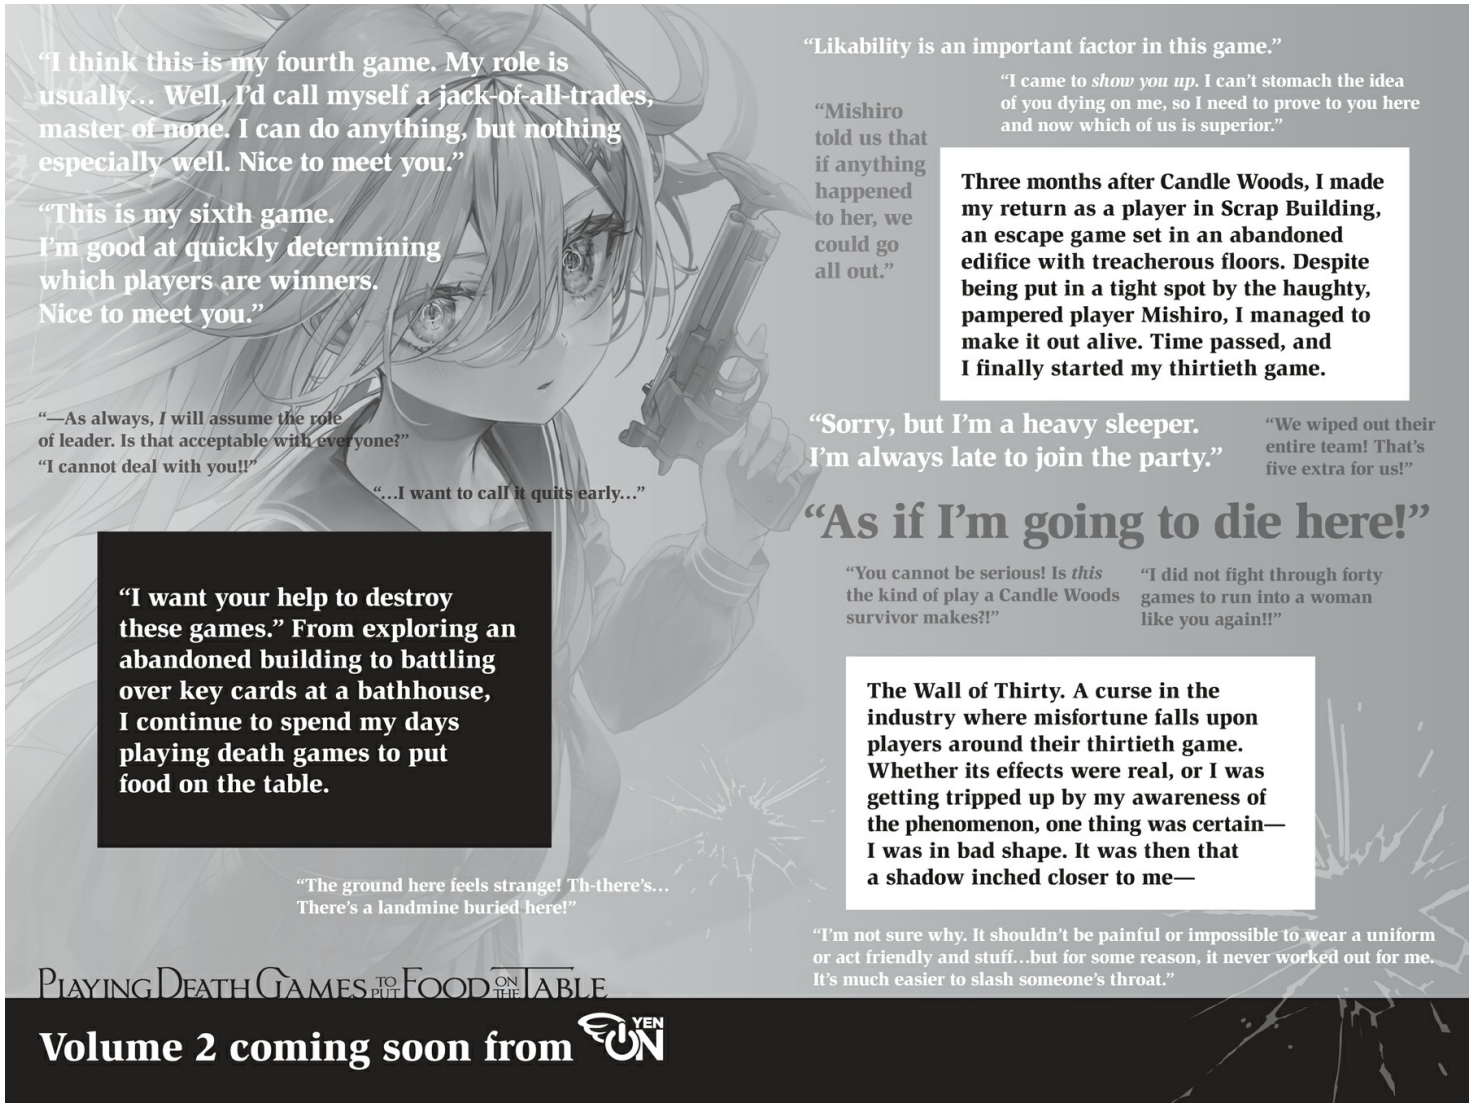 “I think this is my fourth game. My role is
usually… Well, I’d call myself a jack-of-all-trades,
master of none. I can do anything, but nothing
especially well. Nice to meet you.”
“This is my sixth game.
I’m good at quickly determining
which players are winners.
Nice to meet you.”
“—As always, I will assume the role
of leader. Is that acceptable with everyone?”
“I cannot deal with you!!”
“…I want to call it quits early…”
“I want your help to destroy
these games.” From exploring an
abandoned building to battling
over key cards at a bathhouse,
I continue to spend my days
playing death games to put
food on the table.
“The ground here feels strange! Th-there’s…
There’s a landmine buried here!”
“Likability is an important factor in this game.”
“I came to show you up. I can’t stomach the idea
of you dying on me, so I need to prove to you here
and now which of us is superior.”
“Mishiro
told us that
if anything
happened
to her, we
could go
all out.”
Three months after Candle Woods, I made
my return as a player in Scrap Building,
an escape game set in an abandoned
edifice with treacherous floors. Despite
being put in a tight spot by the haughty,
pampered player Mishiro, I managed to
make it out alive. Time passed, and
I finally started my thirtieth game.
“Sorry, but I’m a heavy sleeper.
I’m always late to join the party.”
“We wiped out their
entire team! That’s
five extra for us!”
“As if I’m going to die here!”
“You cannot be serious! Is this
the kind of play a Candle Woods
survivor makes?!”
“I did not fight through forty
games to run into a woman
like you again!!”
The Wall of Thirty. A curse in the
industry where misfortune falls upon
players around their thirtieth game.
Whether its effects were real, or I was
getting tripped up by my awareness of
the phenomenon, one thing was certain—
I was in bad shape. It was then that
a shadow inched closer to me—
“I’m not sure why. It shouldn’t be painful or impossible to wear a uniform
or act friendly and stuff…but for some reason, it never worked out for me.
It’s much easier to slash someone’s throat.”
PLAYING DEATH GAMES TO PUT FOOD ON THE TABLE
Volume 2 coming soon from YEN ON